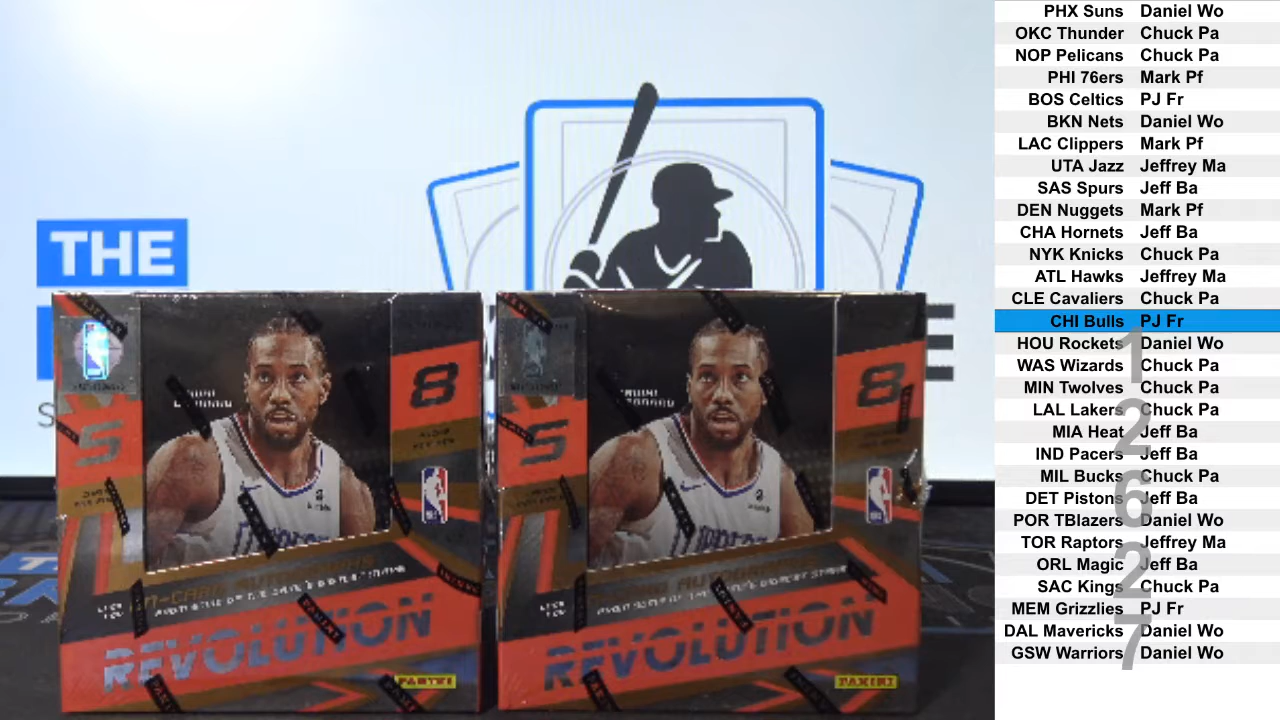 PHX Suns Daniel Wo
OKC Thunder Chuck Pa
NOP Pelicans Chuck Pa
PHI 76ers Mark Pf
BOS Celtics PJ Fr
BKN Nets Daniel Wo
LAC Clippers Mark Pf
UTA Jazz Jeffrey Ma
SAS Spurs Jeff Ba
DEN Nuggets Mark Pf
CHA Hornets Jeff Ba
NYK Knicks Chuck Pa
ATL Hawks Jeffrey Ma
CLE Cavaliers Chuck Pa
CHI Bulls PJ Fr
HOU Rockets Daniel Wo
WAS Wizards Chuck Pa
MIN Twolves Chuck Pa
LAL Lakers Chuck Pa
MIA Heat Jeff Ba
IND Pacers Jeff Ba
MIL Bucks Chuck Pa
DET Pistons Jeff Ba
POR TBlazers Daniel Wo
TOR Raptors Jeffrey Ma
ORL Magic Jeff Ba
SAC Kings Chuck Pa
MEM Grizzlies PJ Fr
DAL Mavericks Daniel Wo
GSW Warriors Daniel Wo
1
2
6
2
7
THE
5
8
REVOLUTION
PANINI
5
8
REVOLUTION
PANINI